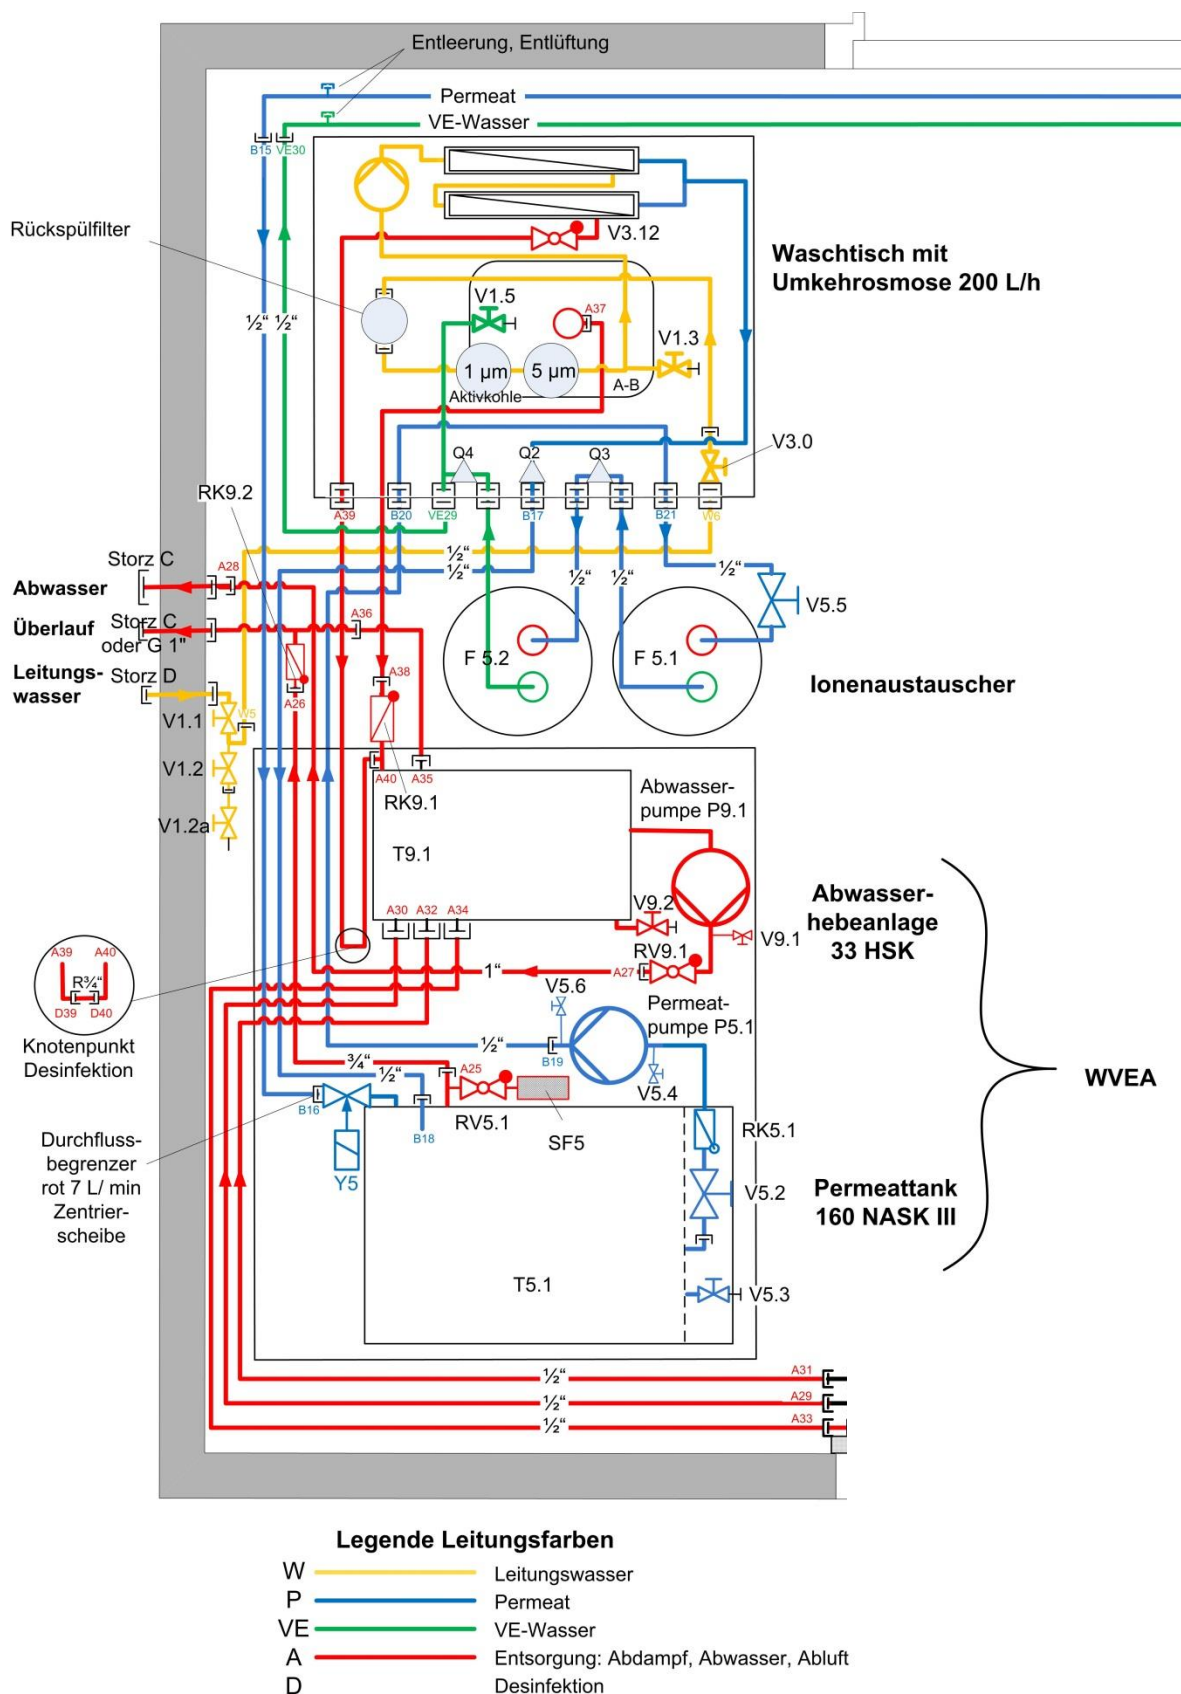 Entleerung, Entlüftung
Permeat
VE-Wasser
B15
VE30
Rückspülfilter
V3.12
Waschtisch mit
Umkehrosmose 200 L/h
V1.5
A37
½“
½“
V1.3
1 µm
5 µm
A-B
Aktivkohle
V3.0
Q4
Q2
Q3
RK9.2
A39
B20
VE29
B17
B21
W6
½“
½“
Storz C
A28
Abwasser
½“
½“
½“
V5.5
Storz C
oder G 1"
Überlauf
A36
F 5.2
F 5.1
A38
Leitungs-
wasser
Storz D
A26
Ionenaustauscher
W5
V1.1
V1.2
A40
A35
RK9.1
Abwasser-
pumpe P9.1
V1.2a
T9.1
A30
A32
A34
V9.2
Abwasser-
hebeanlage
33 HSK
V9.1
RV9.1
A39
A40
R¾“
D39
D40
1“
A27
V5.6
Permeat-
pumpe P5.1
Knotenpunkt
Desinfektion
½“
B19
¾“
½“
A25
V5.4
WVEA
B16
B18
RV5.1
SF5
RK5.1
Durchfluss-
begrenzer
rot 7 L/ min
Zentrier-
scheibe
Y5
V5.2
Permeattank
160 NASK III
T5.1
V5.3
½“
A31
½“
A29
½“
A33
Legende Leitungsfarben
W Leitungswasser
P Permeat
VE VE-Wasser
A Entsorgung: Abdampf, Abwasser, Abluft
D Desinfektion